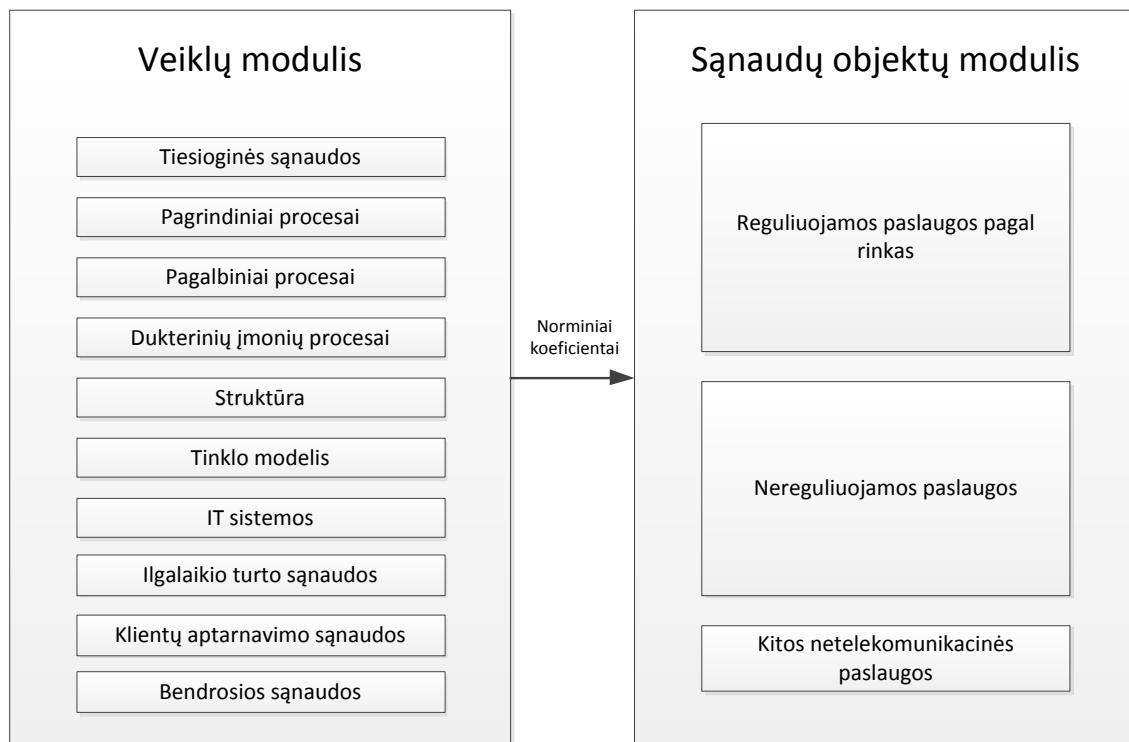 Veiklų modulis
Tiesioginės sąnaudos
Pagrindiniai procesai
Pagalbiniai procesai
Dukterinių įmonių procesai
Struktūra
Tinklo modelis
IT sistemos
Ilgalaikio turto sąnaudos
Klientų aptarnavimo sąnaudos
Bendrosios sąnaudos
Norminiai
koeficientai
Sąnaudų objektų modulis
Reguliuojamos paslaugos pagal
rinkas
Nereguliuojamos paslaugos
Kitos netelekomunikacinės
paslaugos